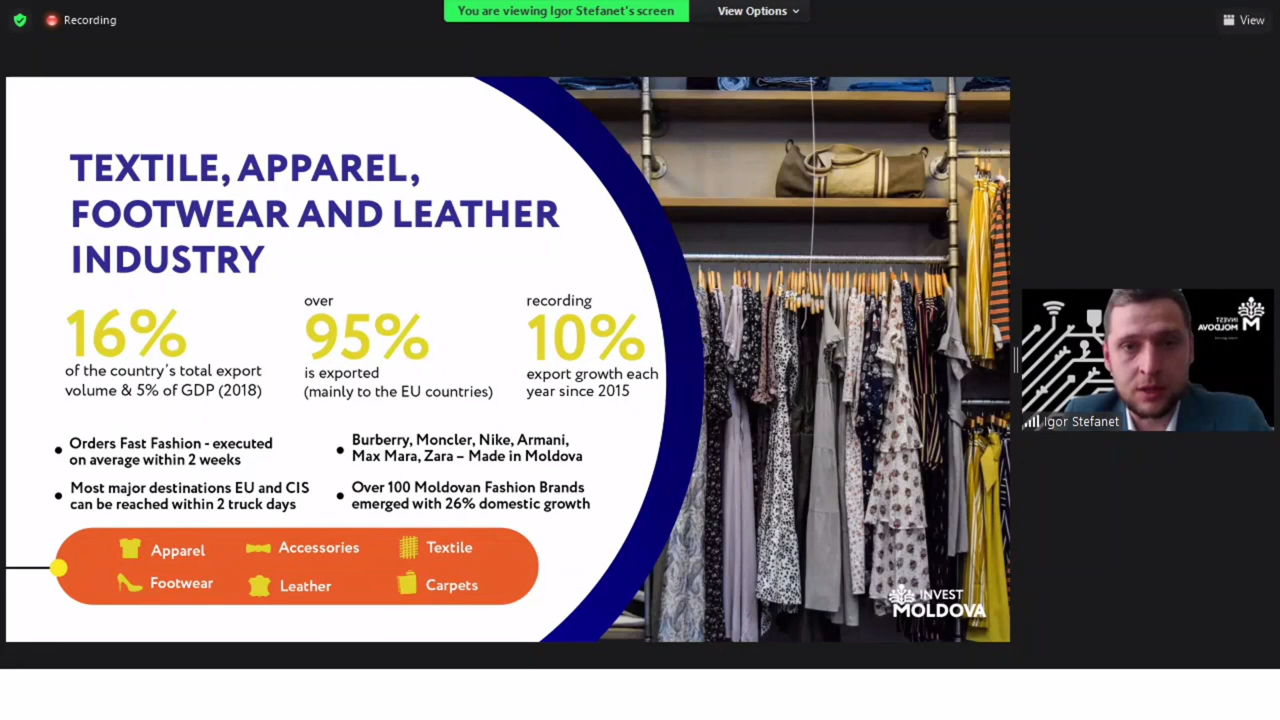 Recording
You are viewing Igor Stefanet's screen
View Options
View
TEXTILE, APPAREL,
FOOTWEAR AND LEATHER
INDUSTRY
16%
of the country's total export
volume & 5% of GDP (2018)
over
95%
is exported
(mainly to the EU countries)
recording
10%
export growth each
year since 2015
Orders Fast Fashion - executed
on average within 2 weeks
Most major destinations EU and CIS
can be reached within 2 truck days
Burberry, Moncler, Nike, Armani,
Max Mara, Zara – Made in Moldova
Over 100 Moldovan Fashion Brands
emerged with 26% domestic growth
Apparel
Accessories
Textile
Footwear
Leather
Carpets
INVEST
MOLDOVA
INVEST
MOLDOVA
Igor Stefanet